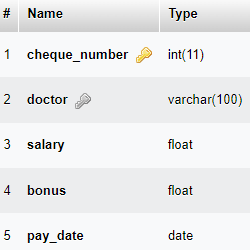 # Name Type
1 cheque_number int(11)
2 doctor varchar(100)
3 salary float
4 bonus float
5 pay_date date